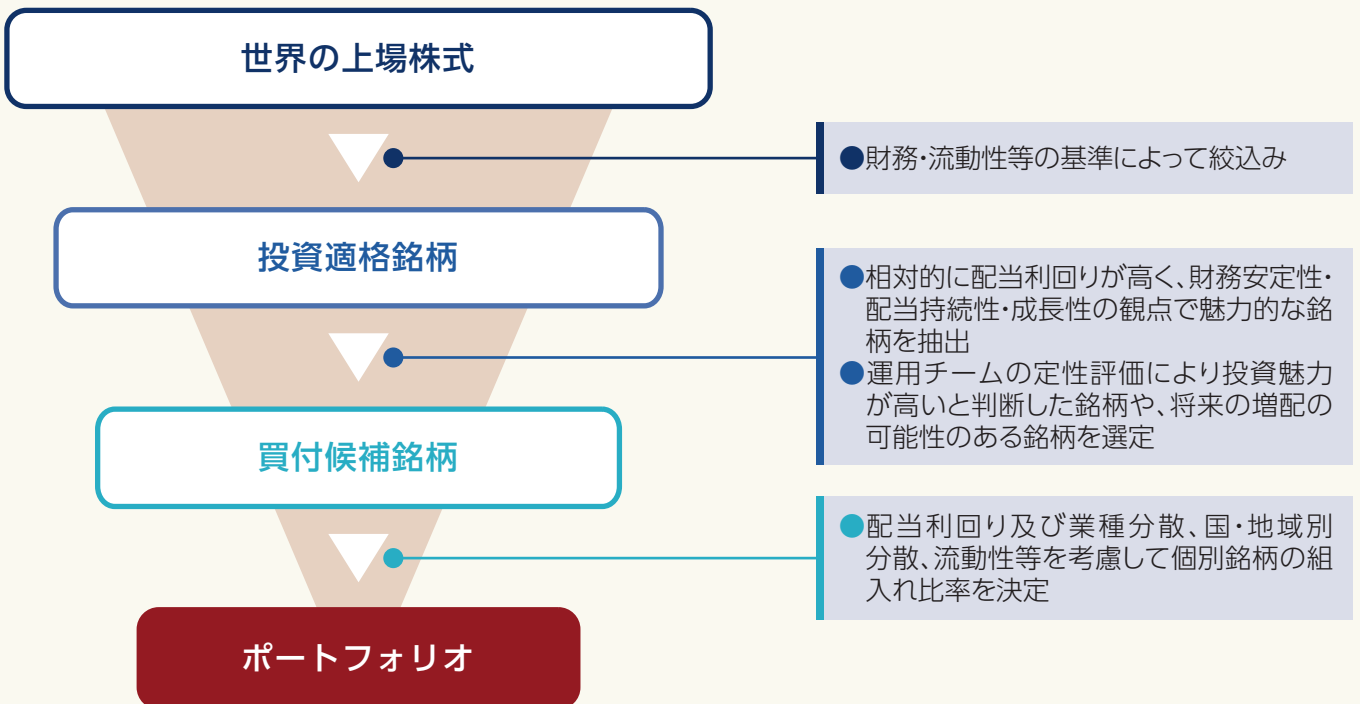 世界の上場株式
●財務・流動性等の基準によって絞込み
投資適格銘柄
●相対的に配当利回りが高く、財務安定性・
配当持続性・成長性の観点で魅力的な銘
柄を抽出
●運用チームの定性評価により投資魅力
が高いと判断した銘柄や、将来の増配の
可能性のある銘柄を選定
買付候補銘柄
●配当利回り及び業種分散、国・地域別
分散、流動性等を考慮して個別銘柄の組
入れ比率を決定
ポートフォリオ